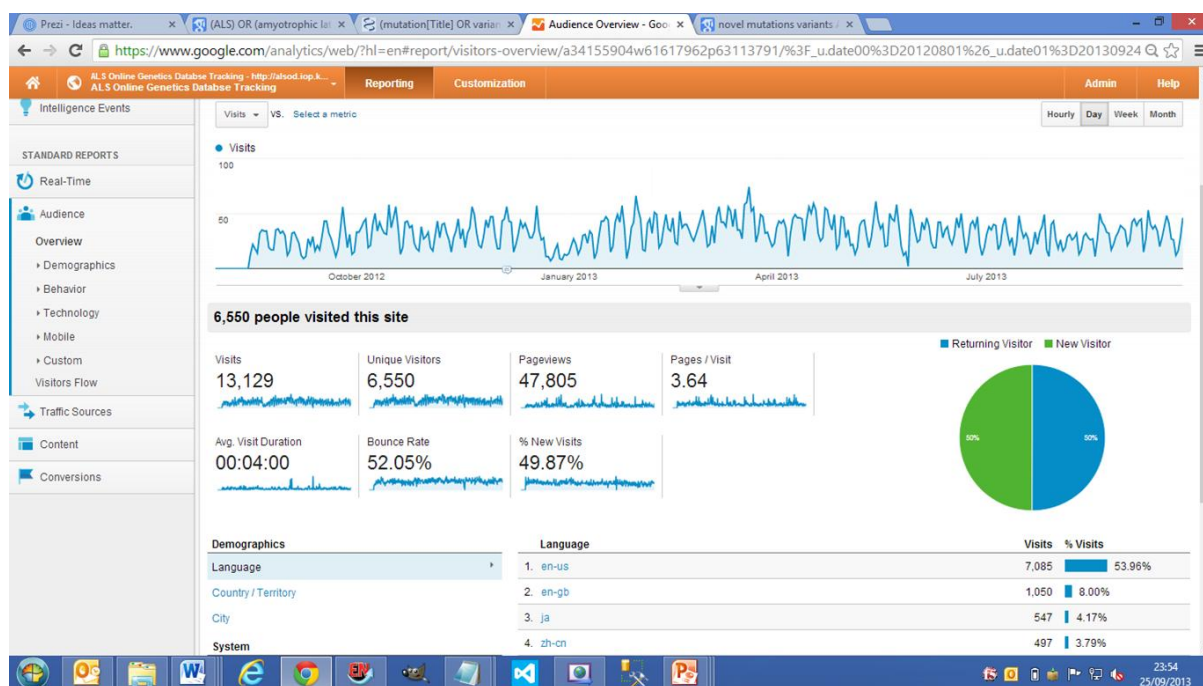 Prezi - Ideas matter.
(ALS) OR (amyotrophic lat
(mutation[Title] OR varian
Audience Overview - Goo
novel mutations variants /
https://www.google.com/analytics/web/?hl=en#report/visitors-overview/a34155904w61617962p63113791/%3F_u.date00%3D20120801%26_u.date01%3D20130924
ALS Online Genetics Databse Tracking - http://alsod.iop.k...
ALS Online Genetics Databse Tracking
Reporting
Customization
Admin
Help
Intelligence Events
STANDARD REPORTS
Real-Time
Audience
Overview
Demographics
Behavior
Technology
Mobile
Custom
Visitors Flow
Traffic Sources
Content
Conversions
Visits VS. Select a metric
Hourly Day Week Month
Visits
100
50
October 2012 January 2013 April 2013 July 2013
6,550 people visited this site
Visits
13,129
Unique Visitors
6,550
Pageviews
47,805
Pages / Visit
3.64
Avg. Visit Duration
00:04:00
Bounce Rate
52.05%
% New Visits
49.87%
Returning Visitor New Visitor
50% 50%
Demographics
Language
Country / Territory
City
System
Language Visits % Visits
1. en-us 7,085 53.96%
2. en-gb 1,050 8.00%
3. ja 547 4.17%
4. zh-cn 497 3.79%
23:54
25/09/2013